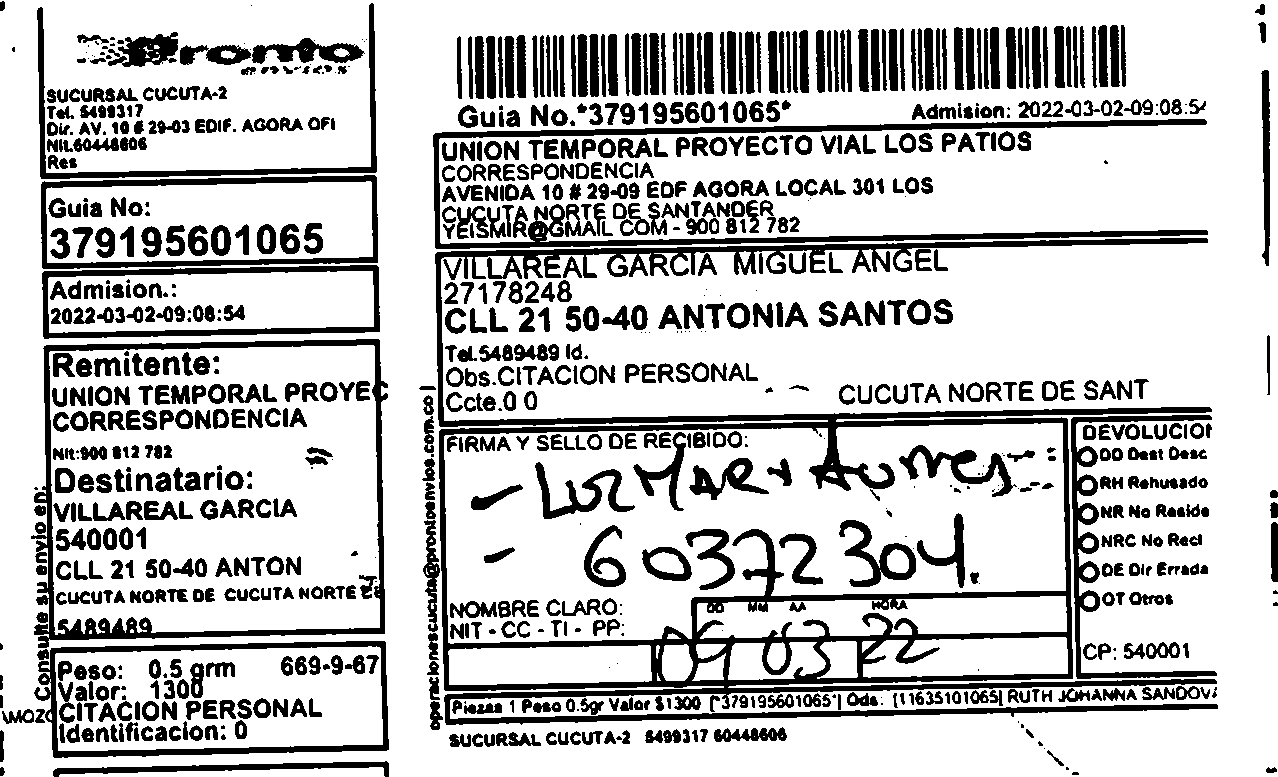 Pronto
envios
SUCURSAL CUCUTA-2
Tel. 5499317
Dir. AV. 10 # 29-03 EDIF. AGORA OFI
Nit.60448606
Res
Guia No:
379195601065
Admision.:
2022-03-02-09:08:54
Remitente:
UNION TEMPORAL PROYEC
CORRESPONDENCIA
Nit:900 812 782
Destinatario:
VILLAREAL GARCIA
540001
CLL 21 50-40 ANTON
CUCUTA NORTE DE CUCUTA NORTE
5489489
Peso: 0.5 grm 669-9-67
Valor: 1300
CITACION PERSONAL
Identificacion: 0
Consulte su envio en:
\MOZO
Guia No.*379195601065*
Admision: 2022-03-02-09:08:54
UNION TEMPORAL PROYECTO VIAL LOS PATIOS
CORRESPONDENCIA
AVENIDA 10 # 29-09 EDF AGORA LOCAL 301 LOS
CUCUTA NORTE DE SANTANDER
YEISMIR@GMAIL COM - 900 812 782
VILLAREAL GARCIA MIGUEL ANGEL
27178248
CLL 21 50-40 ANTONIA SANTOS
Tel.5489489 Id.
Obs.CITACION PERSONAL
Ccte.0 0
CUCUTA NORTE DE SANT
operacionescucuta@prontoenvios.com.co
FIRMA Y SELLO DE RECIBIDO:
- LUZ MAR
- 60372304.
NOMBRE CLARO:
NIT - CC - TI - PP:
DD MM AA HORA
09 03 22
DEVOLUCION
DD Dest Desc
RH Rehusado
NR No Reside
NRC No Recl
DE Dir Errada
OT Otros
CP: 540001
Piezas 1 Peso 0.5gr Valor $1300 [*379195601065*] Ods: [11635101065[ RUTH JOHANNA SANDOVA
SUCURSAL CUCUTA-2 5499317 60448606